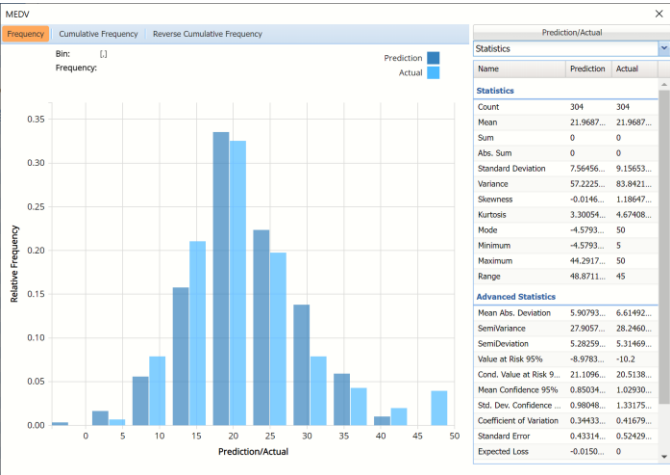 MEDV
Frequency Cumulative Frequency Reverse Cumulative Frequency
Bin: [,]
Frequency:
Prediction
Actual
Relative Frequency
0.35
0.30
0.25
0.20
0.15
0.10
0.05
0.00
0 5 10 15 20 25 30 35 40 45 50
Prediction/Actual
Prediction/Actual
Statistics
Name Prediction Actual
Statistics
Count 304 304
Mean 21.9687... 21.9687...
Sum 0 0
Abs. Sum 0 0
Standard Deviation 7.56456... 9.15653...
Variance 57.2225... 83.8421...
Skewness -0.0146... 1.18647...
Kurtosis 3.30054... 4.67408...
Mode -4.5793... 50
Minimum -4.5793... 5
Maximum 44.2917... 50
Range 48.8711... 45
Advanced Statistics
Mean Abs. Deviation 5.90793... 6.61492...
SemiVariance 27.9057... 28.2460...
SemiDeviation 5.28259... 5.31469...
Value at Risk 95% -8.9783... -10.2
Cond. Value at Risk 9... 21.1096... 20.5138...
Mean Confidence 95% 0.85034... 1.02930...
Std. Dev. Confidence ... 0.98048... 1.33175...
Coefficient of Variation 0.34433... 0.41679...
Standard Error 0.43314... 0.52429...
Expected Loss -0.0150... 0